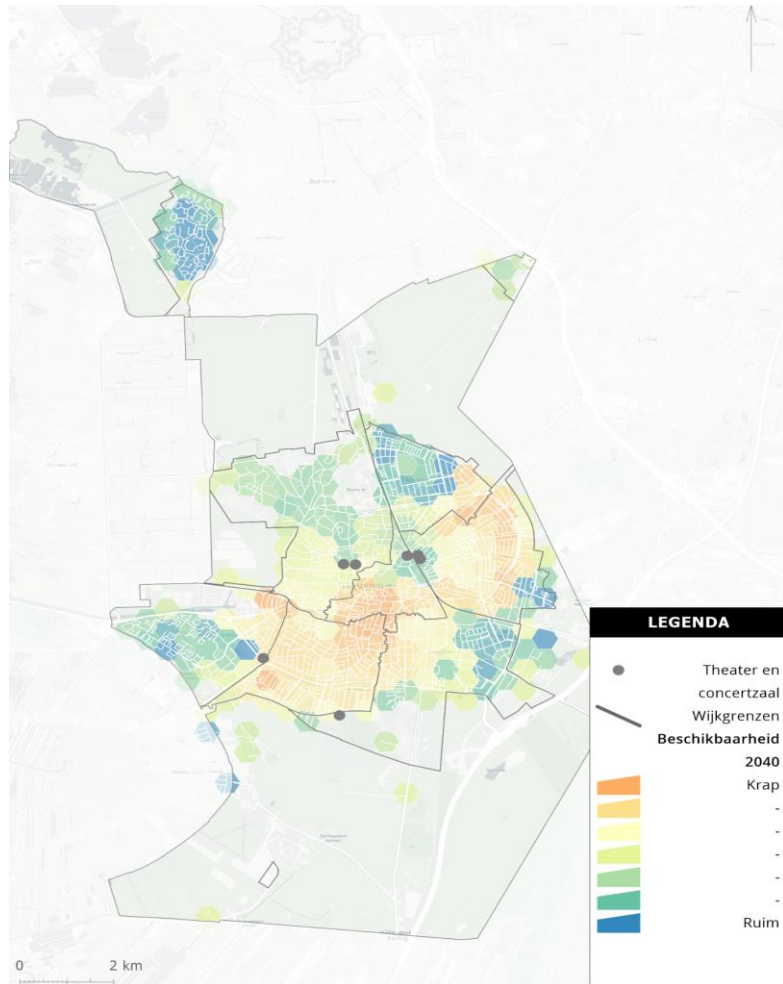 LEGENDA
Theater en
concertzaal
Wijkgrenzen
Beschikbaarheid
2040
Krap
-
-
-
-
-
Ruim
0 2 km